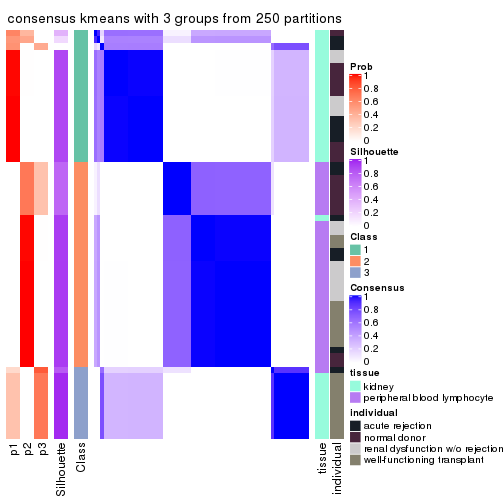 consensus kmeans with 3 groups from 250 partitions
Prob
1
0.8
0.6
0.4
0.2
0
Silhouette
1
0.8
0.6
0.4
0.2
0
Class
1
2
3
Consensus
1
0.8
0.6
0.4
0.2
0
tissue
kidney
peripheral blood lymphocyte
individual
acute rejection
normal donor
renal dysfunction w/o rejection
well-functioning transplant
p1
p2
p3
Silhouette
Class
tissue
individual